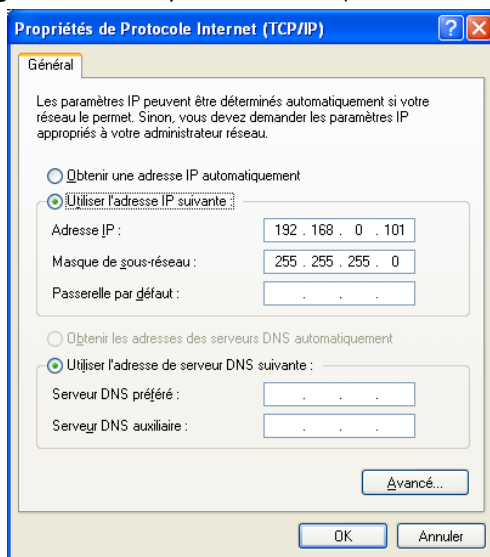 Propriétés de Protocole Internet (TCP/IP)
Général
Les paramètres IP peuvent être déterminés automatiquement si votre
réseau le permet. Sinon, vous devez demander les paramètres IP
appropriés à votre administrateur réseau.
Obtenir une adresse IP automatiquement
Utiliser l'adresse IP suivante :
Adresse IP : 192 . 168 . 0 . 101
Masque de sous-réseau : 255 . 255 . 255 . 0
Passerelle par défaut : . . .
Obtenir les adresses des serveurs DNS automatiquement
Utiliser l'adresse de serveur DNS suivante :
Serveur DNS préféré : . . .
Serveur DNS auxiliaire : . . .
Avancé...
OK Annuler